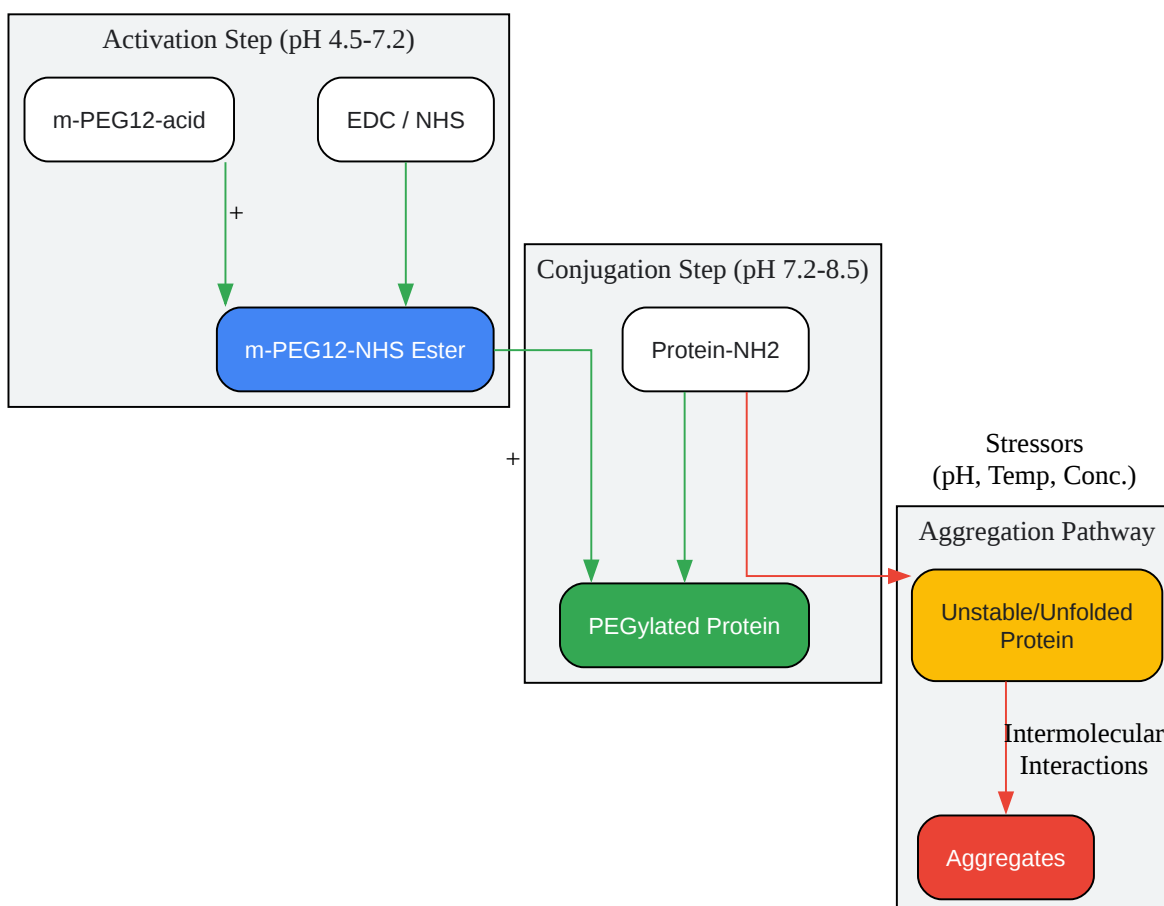 Activation Step (pH 4.5-7.2)
m-PEG12-acid
EDC / NHS
+
m-PEG12-NHS Ester
Conjugation Step (pH 7.2-8.5)
Protein-NH2
+
PEGylated Protein
Stressors
(pH, Temp, Conc.)
Aggregation Pathway
Unstable/Unfolded
Protein
Intermolecular
Interactions
Aggregates